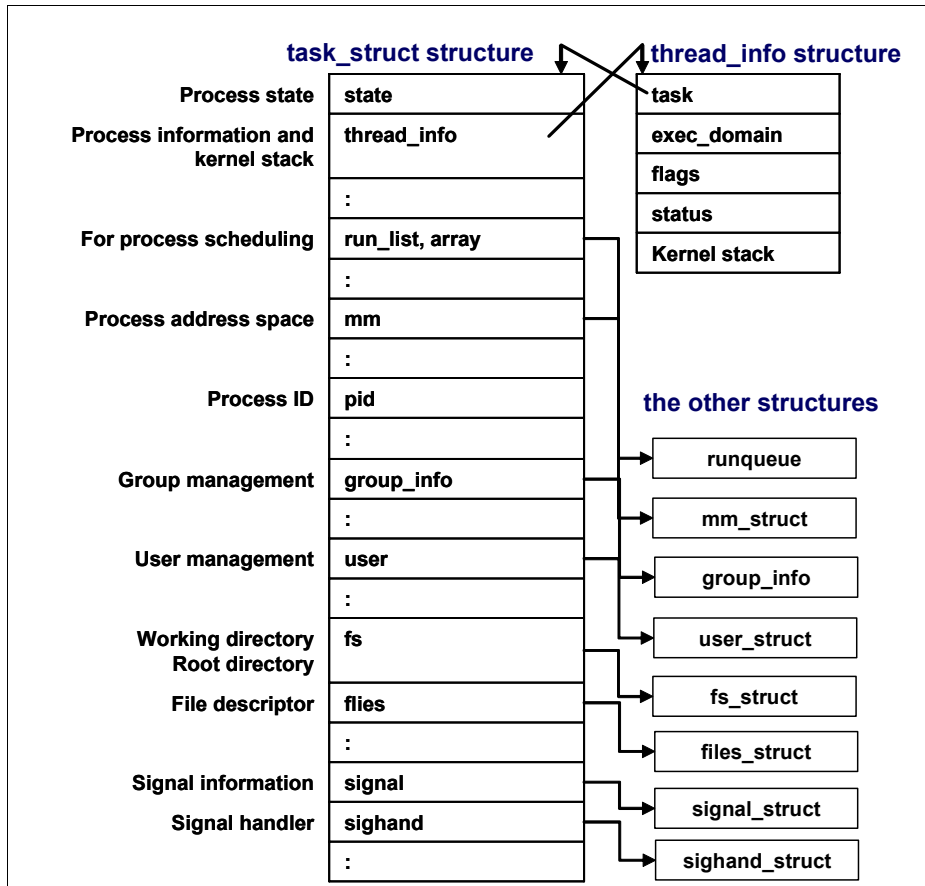 task_struct structure
thread_info structure
Process state
state
task
Process information and
kernel stack
thread_info
exec_domain
flags
:
status
For process scheduling
run_list, array
Kernel stack
:
Process address space
mm
:
Process ID
pid
the other structures
:
runqueue
Group management
group_info
:
mm_struct
User management
user
group_info
:
user_struct
Working directory
Root directory
fs
fs_struct
File descriptor
flies
:
files_struct
Signal information
signal
signal_struct
Signal handler
sighand
:
sighand_struct